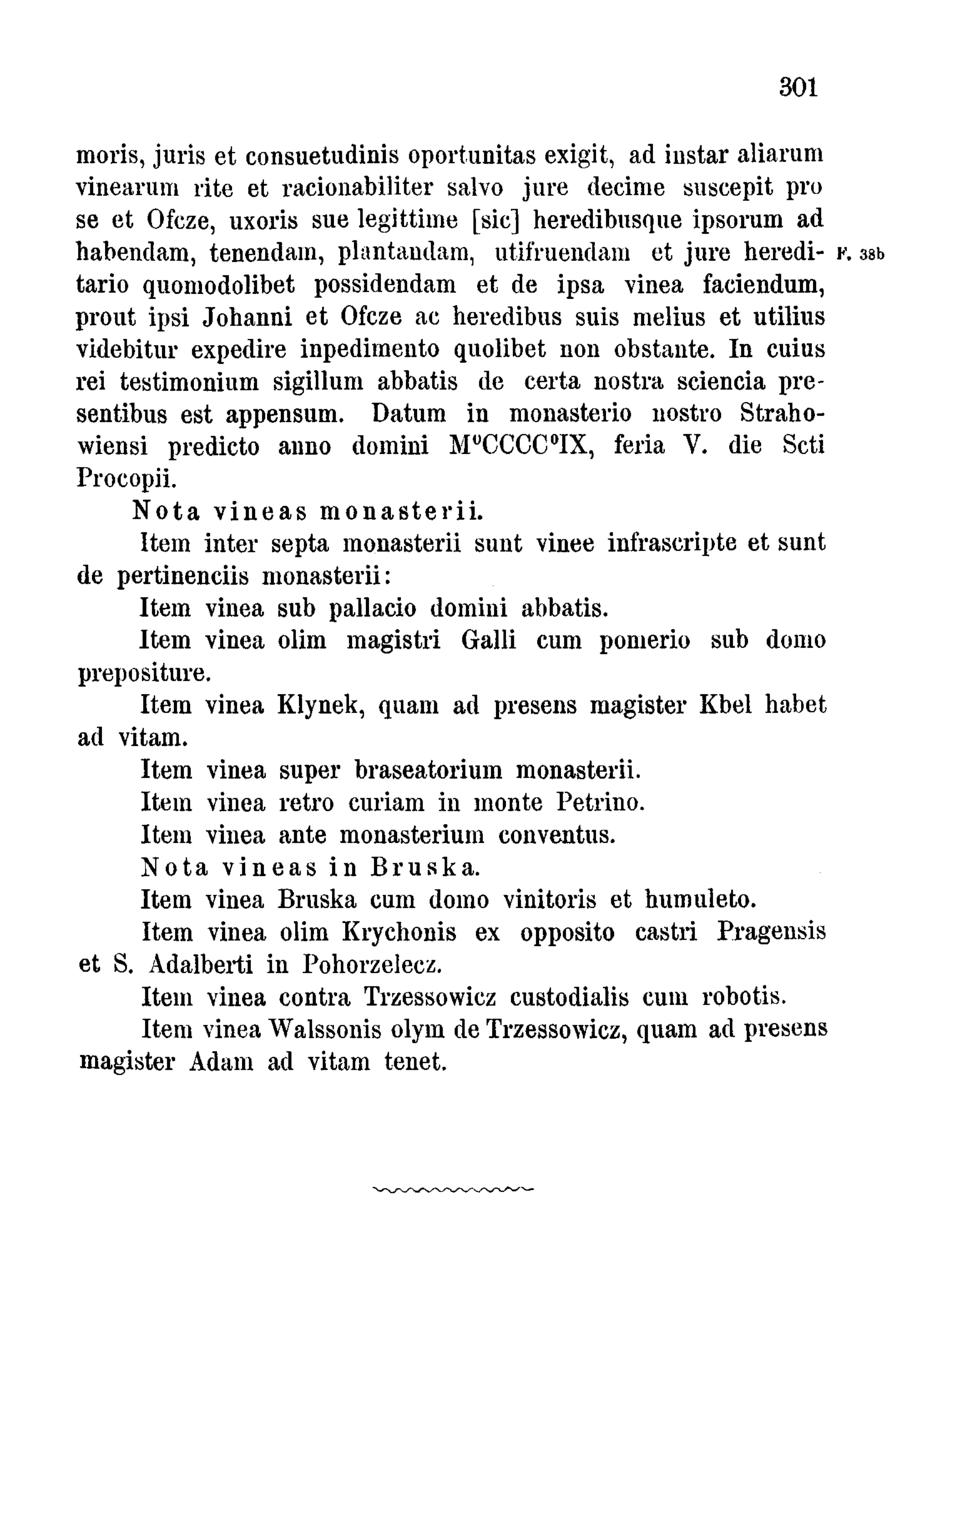 301
moris, juris et consuetudinis oportunitas exigit, ad instar aliarum
vinearum rite et racionabiliter salvo jure decime suscepit pro
se et Ofcze, uxoris sue legittime [sic] heredibusque ipsorum ad
habendam, tenendam, plantandam, utifruendam et jure heredi- F. 38b
tario quomodolibet possidendam et de ipsa vinea faciendum,
prout ipsi Johanni et Ofcze ac heredibus suis melius et utilius
videbitur expedire inpedimento quolibet non obstante. In cuius
rei testimonium sigillum abbatis de certa nostra sciencia pre-
sentibus est appensum. Datum in monasterio nostro Straho-
wiensi predicto anno domini MºCCCCºIX, feria V. die Scti
Procopii.
Nota vineas monasterii.
Item inter septa monasterii sunt vinee infrascripte et sunt
de pertinenciis monasterii:
Item vinea sub pallacio domini abbatis.
Item vinea olim magistri Galli cum pomerio sub domo
prepositure.
Item vinea Klynek, quam ad presens magister Kbel habet
ad vitam.
Item vinea super braseatorium monasterii.
Item vinea retro curiam in monte Petrino.
Item vinea ante monasterium conventus.
Nota vineas in Bruska.
Item vinea Bruska cum domo vinitoris et humuleto.
Item vinea olim Krychonis ex opposito castri Pragensis
et S. Adalberti in Pohorzelecz.
Item vinea contra Trzessowicz custodialis cum robotis.
Item vinea Walssonis olym de Trzessowicz, quam ad presens
magister Adam ad vitam tenet.